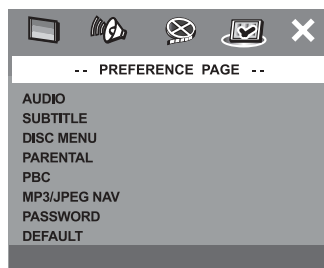 -- PREFERENCE PAGE --
AUDIO
SUBTITLE
DISC MENU
PARENTAL
PBC
MP3/JPEG NAV
PASSWORD
DEFAULT